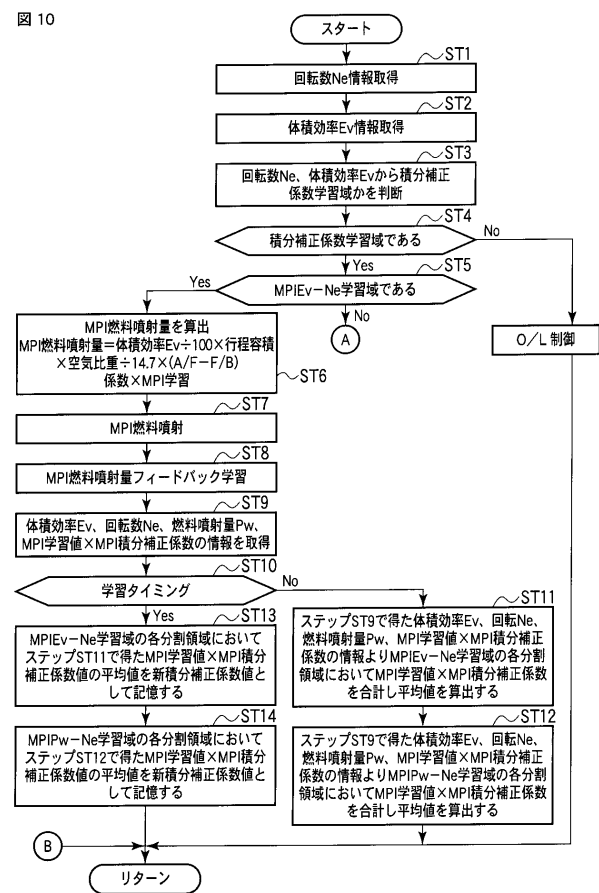 図 10
スタート
ST1
回転数Ne情報取得
ST2
体積効率Ev情報取得
ST3
回転数Ne、体積効率Evから積分補正
係数学習域かを判断
ST4
積分補正係数学習域である
No
Yes
ST5
MPIEv−Ne学習域である
Yes
No
A
O/L 制御
MPI燃料噴射量を算出
MPI燃料噴射量＝体積効率Ev÷100×行程容積
×空気比重÷14.7×(A/F−F/B)
係数×MPI学習
ST6
ST7
MPI燃料噴射
ST8
MPI燃料噴射量フィードバック学習
ST9
体積効率Ev、回転数Ne、燃料噴射量Pw、
MPI学習値×MPI積分補正係数の情報を取得
ST10
学習タイミング
No
Yes
ST13
MPIEv−Ne学習域の各分割領域において
ステップST11で得たMPI学習値×MPI積分
補正係数値の平均値を新積分補正係数値と
して記憶する
ST14
MPIPw−Ne学習域の各分割領域において
ステップST12で得たMPI学習値×MPI積分
補正係数値の平均値を新積分補正係数値と
して記憶する
ST11
ステップST9で得た体積効率Ev、回転Ne、
燃料噴射量Pw、MPI学習値×MPI積分補正
係数の情報よりMPIEv−Ne学習域の各分割
領域においてMPI学習値×MPI積分補正係数
を合計し平均値を算出する
ST12
ステップST9で得た体積効率Ev、回転Ne、
燃料噴射量Pw、MPI学習値×MPI積分補正
係数の情報よりMPIPw−Ne学習域の各分割
領域においてMPI学習値×MPI積分補正係数
を合計し平均値を算出する
B
リターン